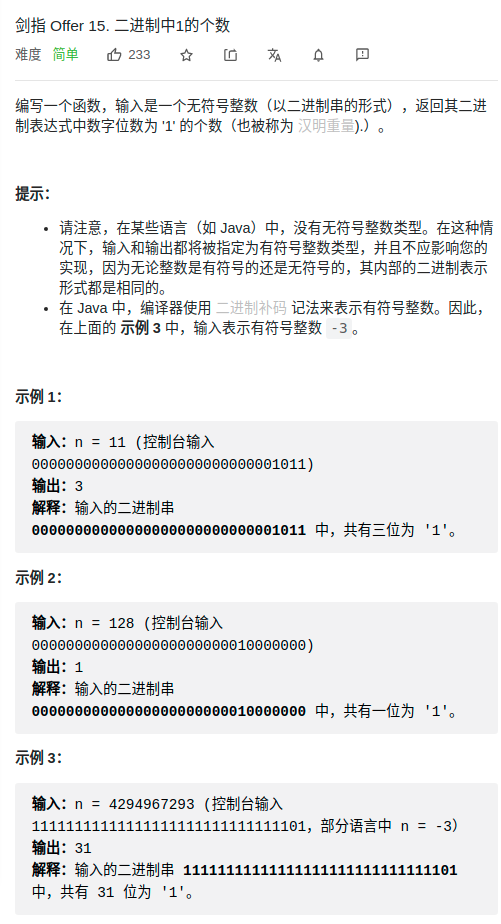 剑指 Offer 15. 二进制中1的个数
难度 简单 233
编写一个函数，输入是一个无符号整数（以二进制串的形式），返回其二进
制表达式中数字位数为 '1' 的个数（也被称为 汉明重量).）。
提示：
• 请注意，在某些语言（如 Java）中，没有无符号整数类型。在这种情
况下，输入和输出都将被指定为有符号整数类型，并且不应影响您的
实现，因为无论整数是有符号的还是无符号的，其内部的二进制表示
形式都是相同的。
• 在 Java 中，编译器使用 二进制补码 记法来表示有符号整数。因此，
在上面的 示例 3 中，输入表示有符号整数 -3 。
示例 1：
输入：n = 11 (控制台输入
00000000000000000000000000001011)
输出：3
解释：输入的二进制串
00000000000000000000000000001011 中，共有三位为 '1'。
示例 2：
输入：n = 128 (控制台输入
00000000000000000000000010000000)
输出：1
解释：输入的二进制串
00000000000000000000000010000000 中，共有一位为 '1'。
示例 3：
输入：n = 4294967293 (控制台输入
11111111111111111111111111111101，部分语言中 n = -3）
输出：31
解释：输入的二进制串 11111111111111111111111111111101
中，共有 31 位为 '1'。